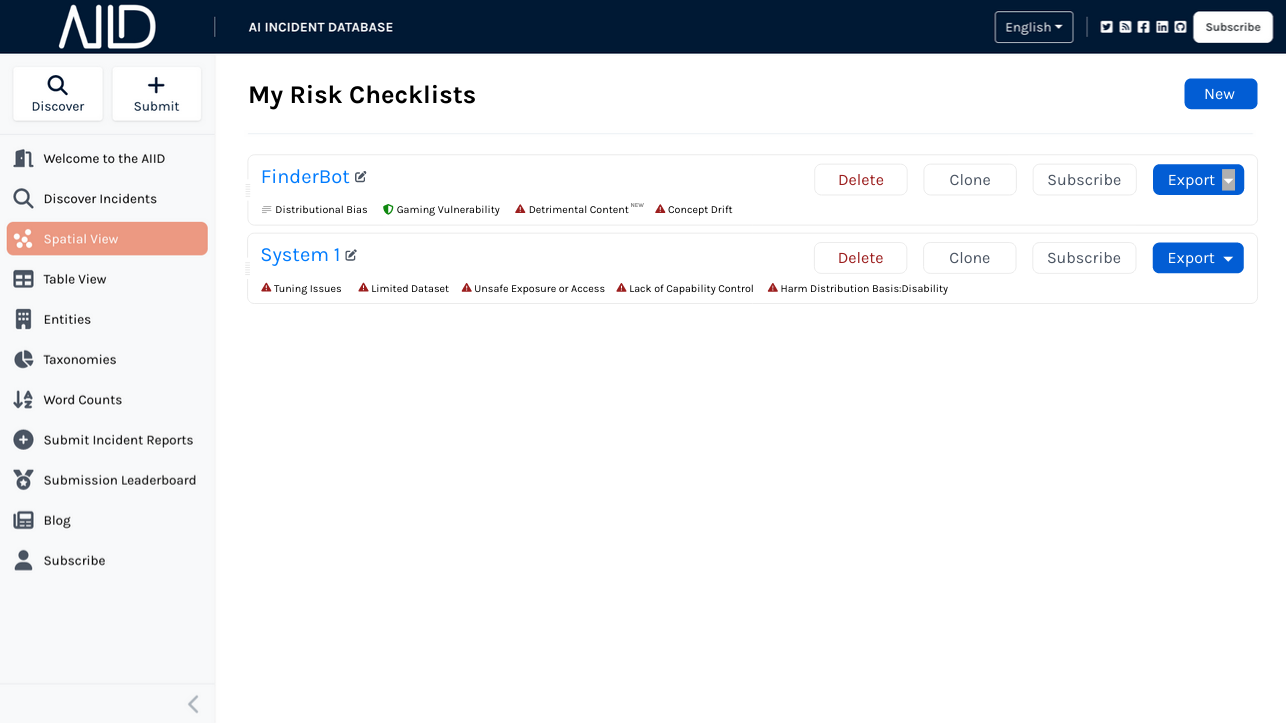 AIID
AI INCIDENT DATABASE
English
Subscribe
Discover
Submit
Welcome to the AIID
Discover Incidents
Spatial View
Table View
Entities
Taxonomies
Word Counts
Submit Incident Reports
Submission Leaderboard
Blog
Subscribe
My Risk Checklists
New
FinderBot
Delete
Clone
Subscribe
Export
Distributional Bias
Gaming Vulnerability
Detrimental Content NEW
Concept Drift
System 1
Delete
Clone
Subscribe
Export
Tuning Issues
Limited Dataset
Unsafe Exposure or Access
Lack of Capability Control
Harm Distribution Basis:Disability